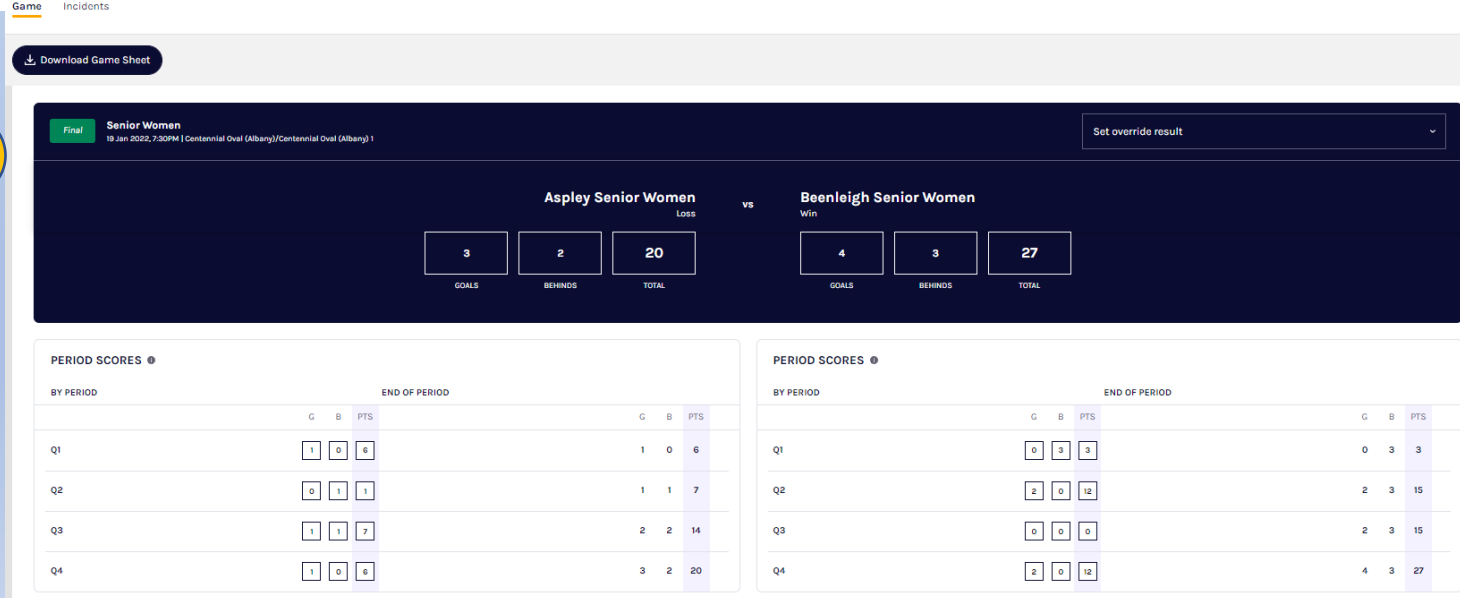 Game Incidents
Download Game Sheet
Final
Senior Women
19 Jan 2022, 7:30PM | Centennial Oval (Albany)/Centennial Oval (Albany) 1
Set override result
Aspley Senior Women
Loss
vs
Beenleigh Senior Women
Win
3 2 20
GOALS BEHINDS TOTAL
4 3 27
GOALS BEHINDS TOTAL
PERIOD SCORES
BY PERIOD END OF PERIOD
G B PTS G B PTS
Q1 1 0 6 1 0 6
Q2 0 1 1 1 1 7
Q3 1 1 7 2 2 14
Q4 1 0 6 3 2 20
PERIOD SCORES
BY PERIOD END OF PERIOD
G B PTS G B PTS
Q1 0 3 3 0 3 3
Q2 2 0 12 2 3 15
Q3 0 0 0 2 3 15
Q4 2 0 12 4 3 27